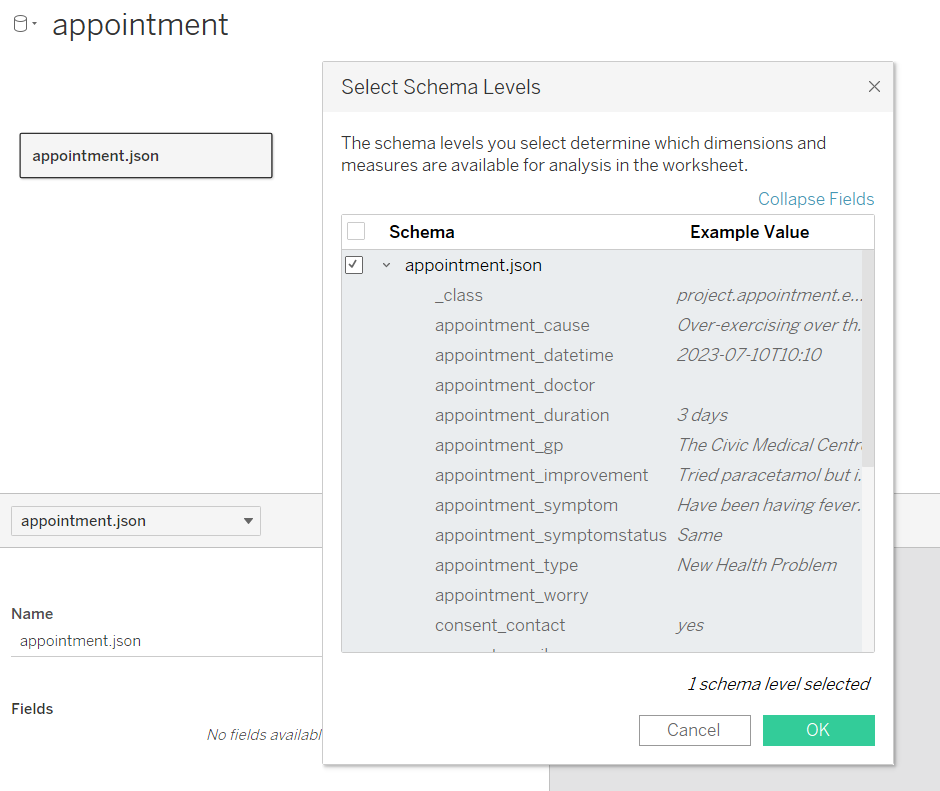 appointment
appointment.json
Select Schema Levels
The schema levels you select determine which dimensions and
measures are available for analysis in the worksheet.
Collapse Fields
Schema Example Value
appointment.json
_class project.appointment.e...
appointment_cause Over-exercising over th.
appointment_datetime 2023-07-10T10:10
appointment_doctor
appointment_duration 3 days
appointment_gp The Civic Medical Centr
appointment_improvement Tried paracetamol but i.
appointment_symptom Have been having fever.
appointment_symptomstatus Same
appointment_type New Health Problem
appointment_worry
consent_contact yes
1 schema level selected
Cancel OK
appointment.json
Name
appointment.json
Fields
No fields availabl